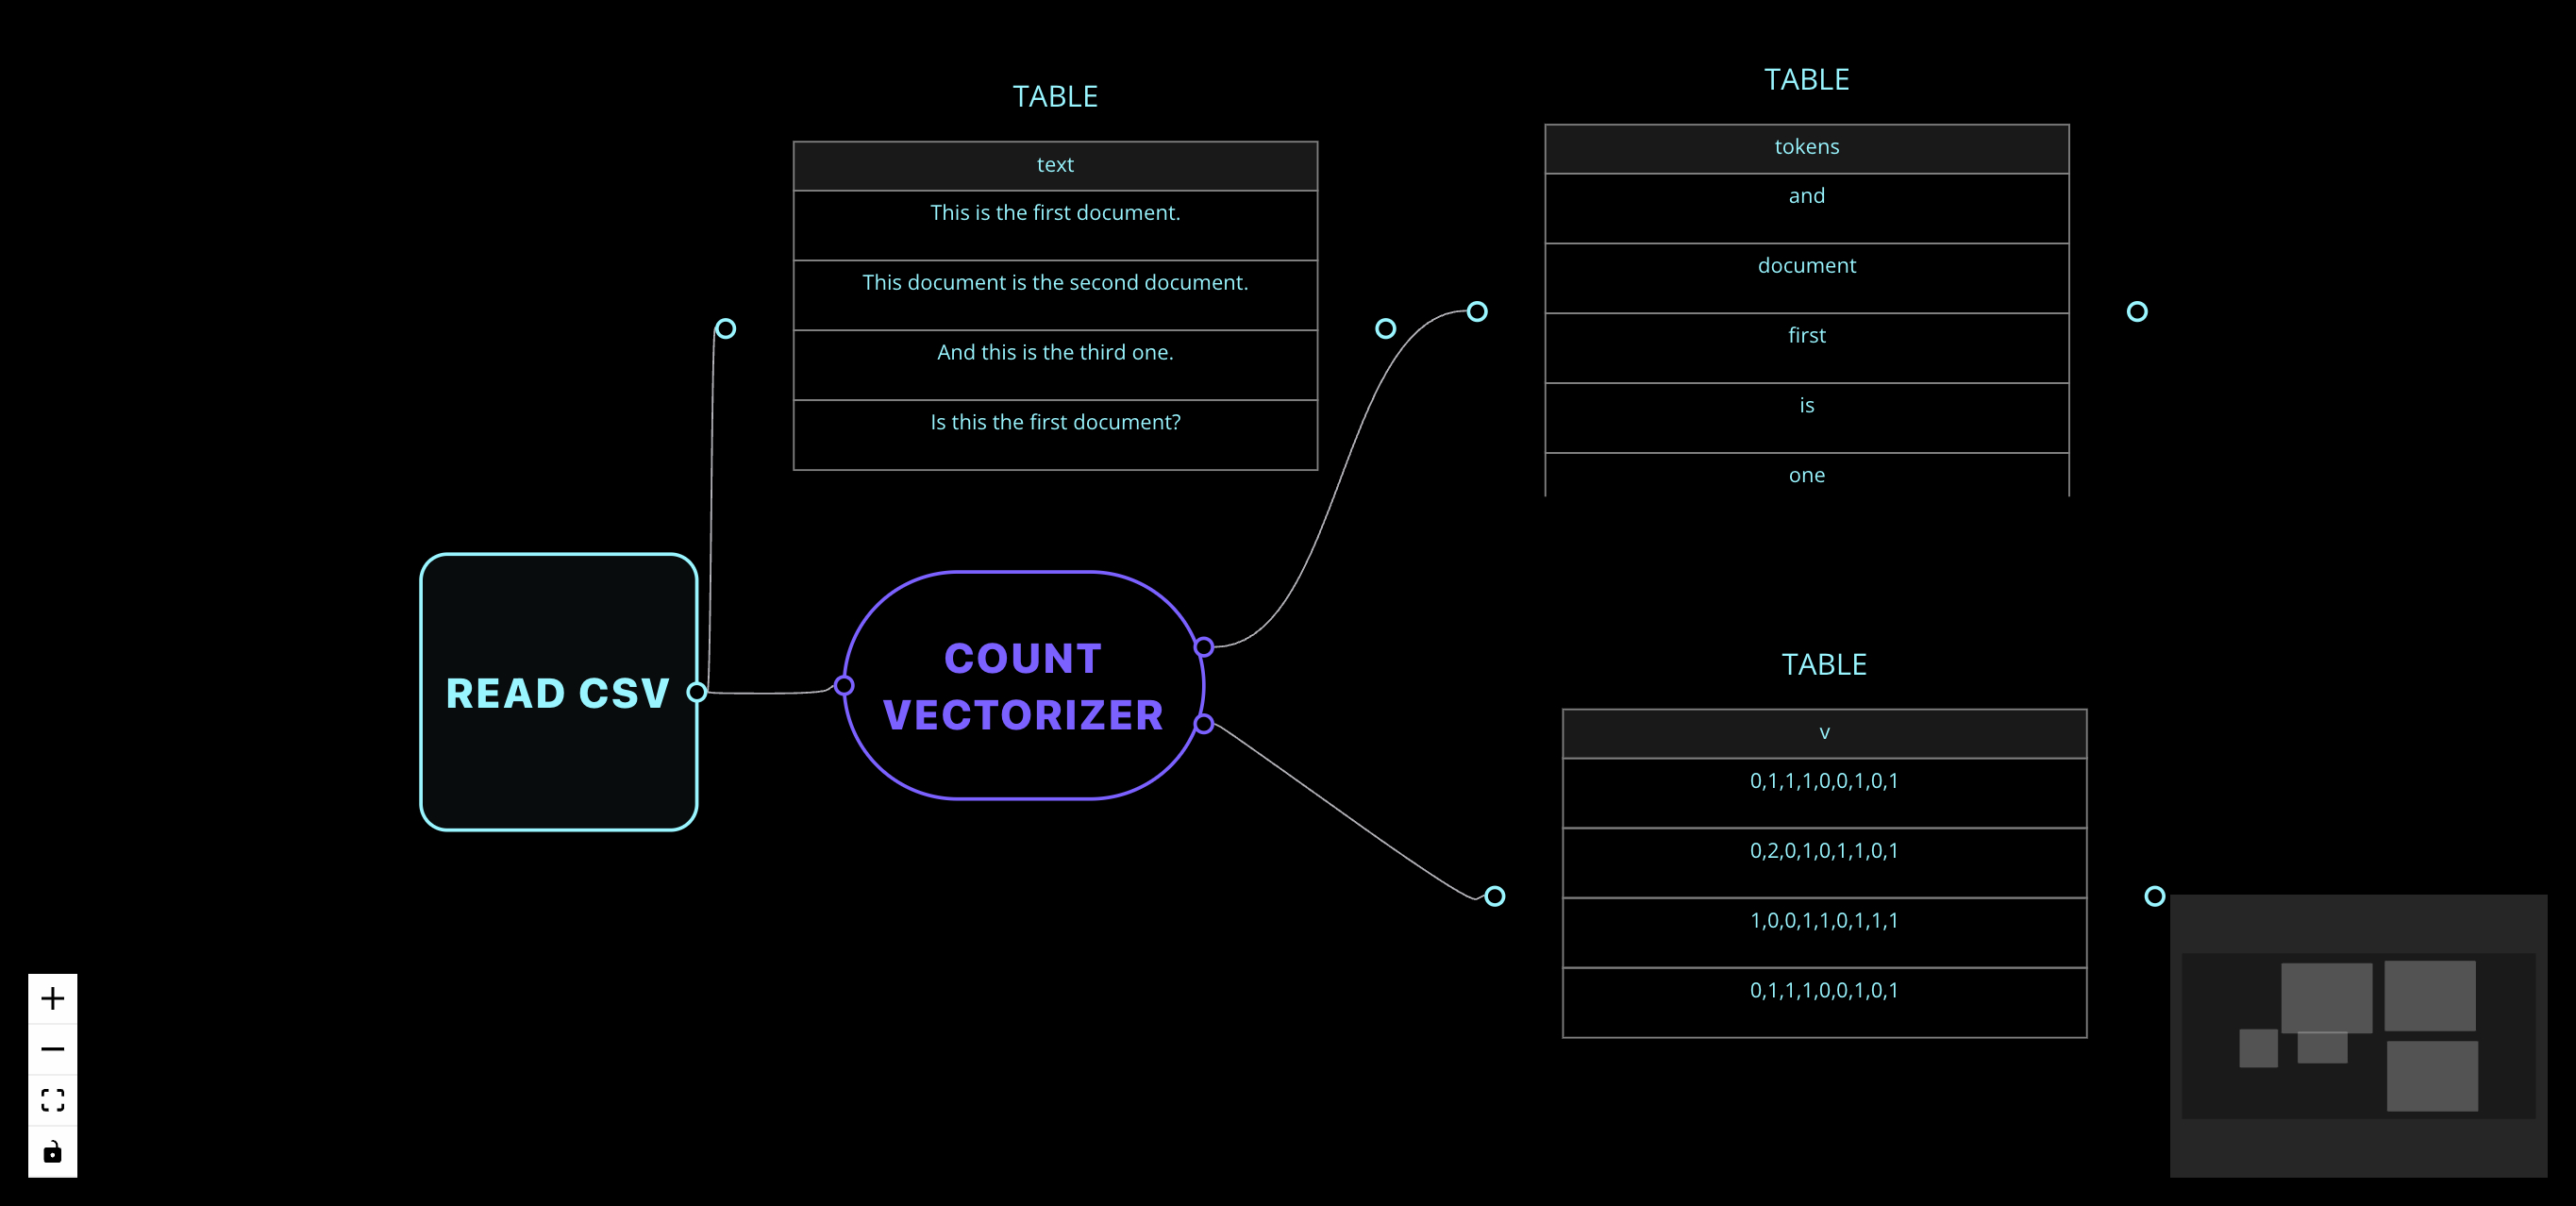 TABLE
text
This is the first document.
This document is the second document.
And this is the third one.
Is this the first document?
TABLE
tokens
and
document
first
is
one
READ CSV
COUNT
VECTORIZER
TABLE
v
0,1,1,1,0,0,1,0,1
0,2,0,1,0,1,1,0,1
1,0,0,1,1,0,1,1,1
0,1,1,1,0,0,1,0,1